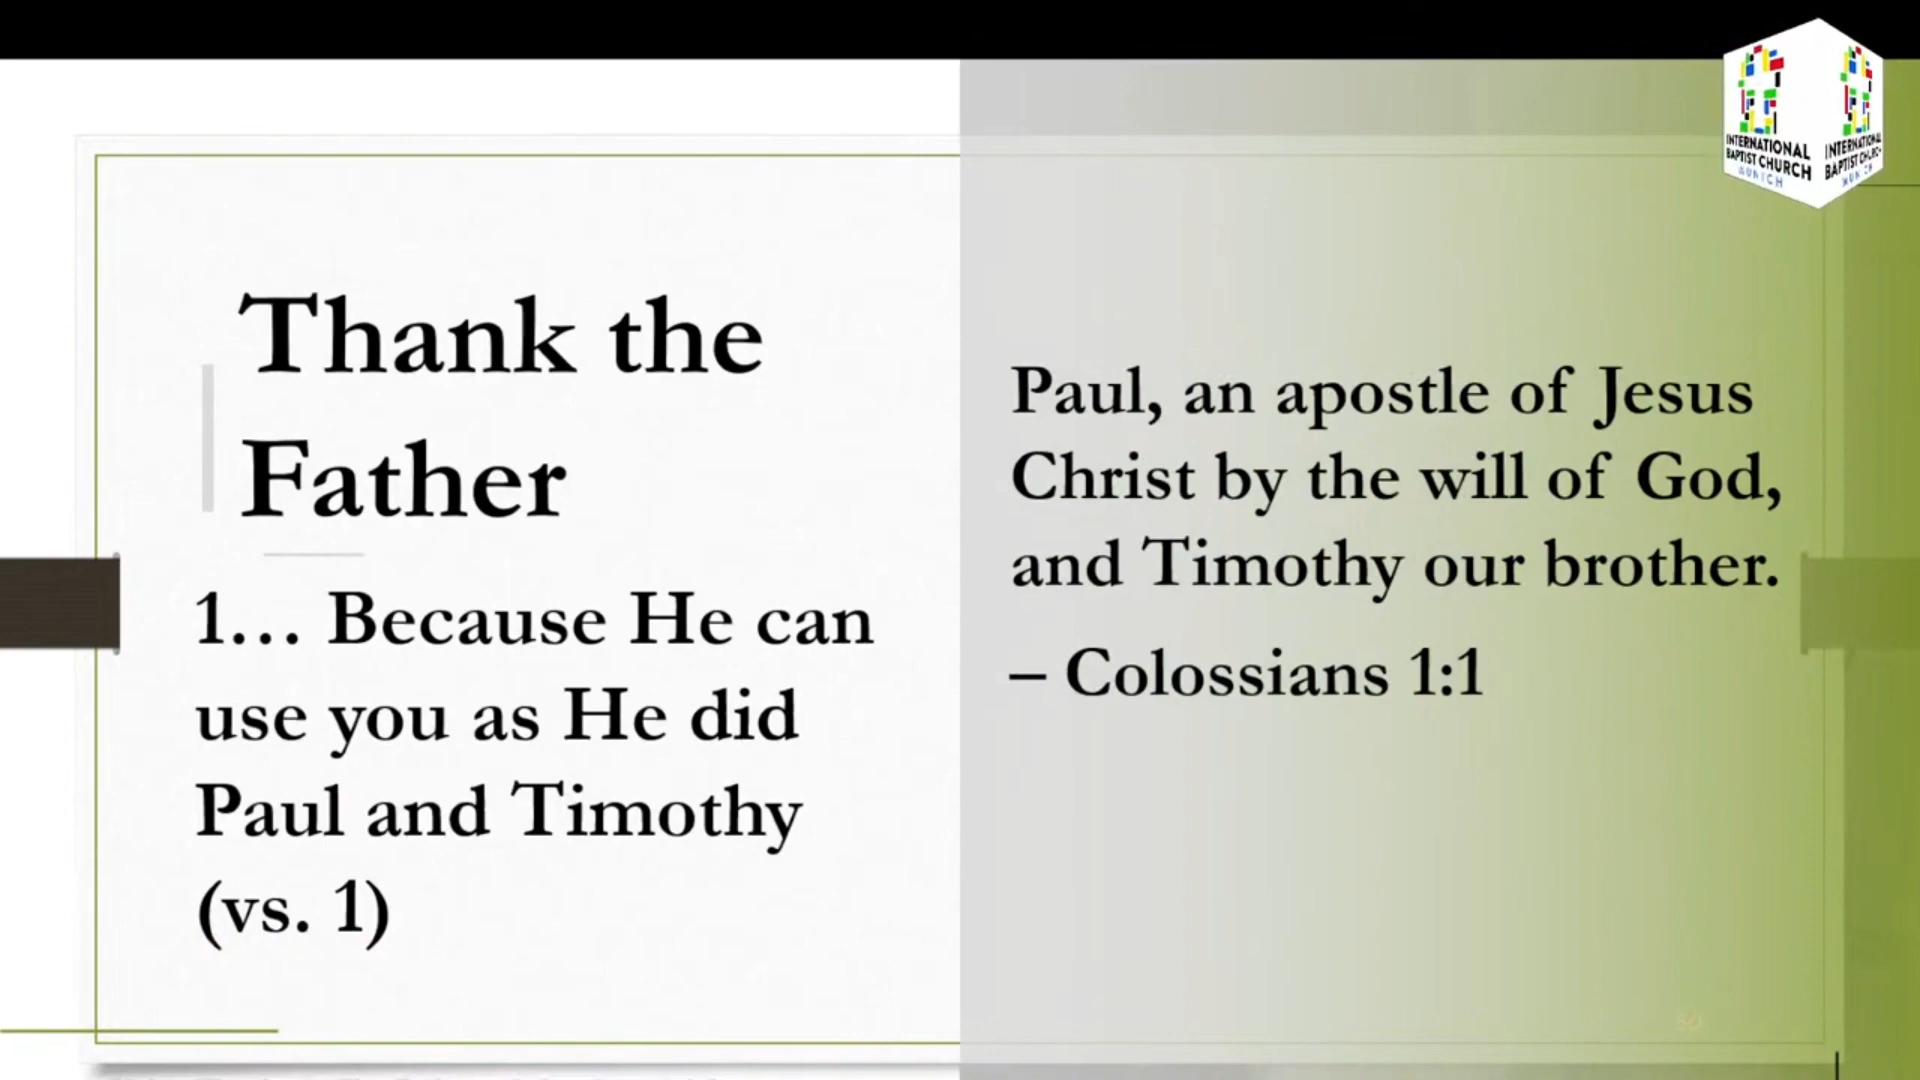 Thank the
Father
1… Because He can
use you as He did
Paul and Timothy
(vs. 1)
Paul, an apostle of Jesus
Christ by the will of God,
and Timothy our brother.
– Colossians 1:1
INTERNATIONAL
BAPTIST CHURCH
MUNICH
INTERNATIONAL
BAPTIST CHURCH
MUNICH